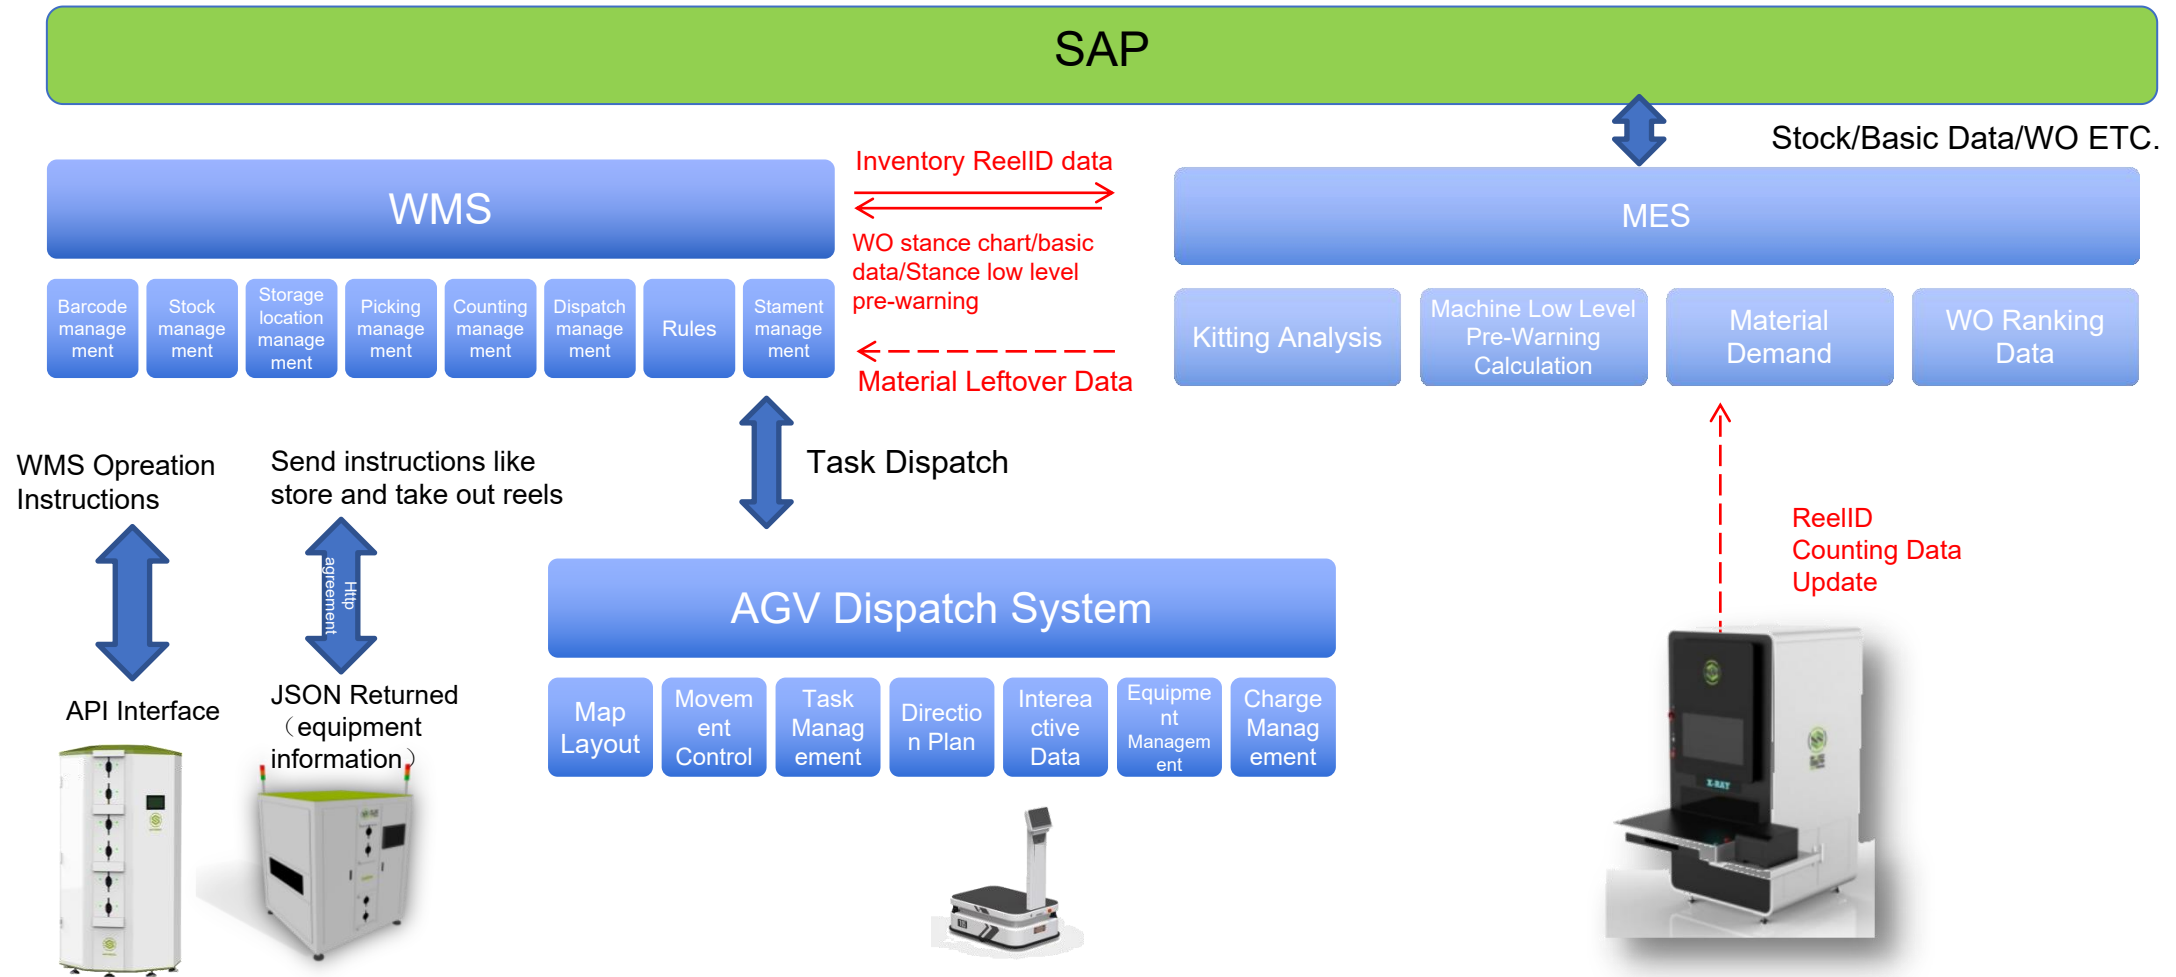 SAP
Stock/Basic Data/WO ETC.
WMS
Inventory ReelID data
WO stance chart/basic
data/Stance low level
pre-warning
Material Leftover Data
MES
Barcode
manage
ment
Stock
manage
ment
Storage
location
manage
ment
Picking
manage
ment
Counting
manage
ment
Dispatch
manage
ment
Rules
Stament
manage
ment
Kitting Analysis
Machine Low Level
Pre-Warning
Calculation
Material
Demand
WO Ranking
Data
WMS Opreation
Instructions
Send instructions like
store and take out reels
Task Dispatch
Http
agreement
ReelID
Counting Data
Update
API Interface
JSON Returned
（equipment
information）
AGV Dispatch System
Map
Layout
Movem
ent
Control
Task
Manag
ement
Directio
n Plan
Interea
ctive
Data
Equipme
nt
Managem
ent
Charge
Manag
ement
X-RAY